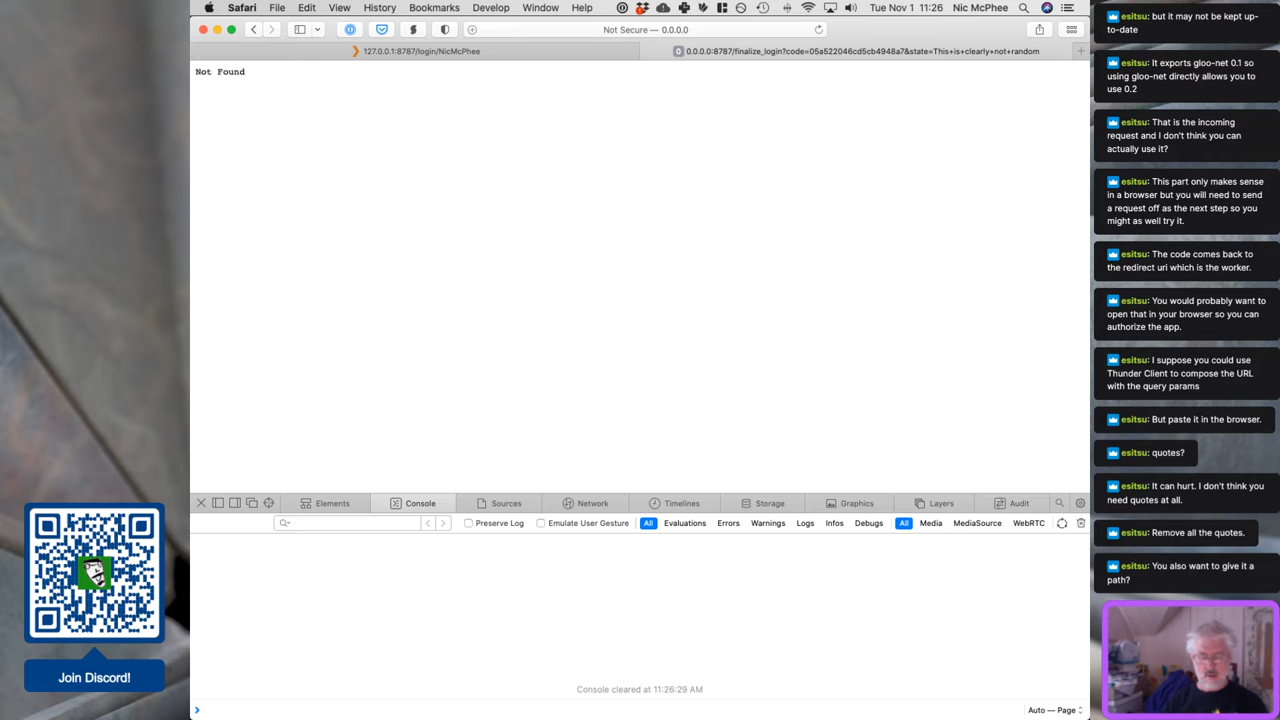 Safari File Edit View History Bookmarks Develop Window Help Tue Nov 1 11:26 Nic McPhee
Not Secure — 0.0.0.0
127.0.0.1:8787/login/NicMcPhee
0.0.0.0:8787/finalize_login?code=05a522046cd5cb4948a7&state=This+is+clearly+not+random
Not Found
Elements Console Sources Network Timelines Storage Graphics Layers Audit
Preserve Log Emulate User Gesture All Evaluations Errors Warnings Logs Infos Debugs All Media MediaSource WebRTC
Console cleared at 11:26:29 AM
Auto — Page
Join Discord!
esitsu: but it may not be kept up-
to-date
esitsu: It exports gloo-net 0.1 so
using gloo-net directly allows you to
use 0.2
esitsu: That is the incoming
request and I don't think you can
actually use it?
esitsu: This part only makes sense
in a browser but you will need to send
a request off as the next step so you
might as well try it.
esitsu: The code comes back to
the redirect uri which is the worker.
esitsu: You would probably want to
open that in your browser so you can
authorize the app.
esitsu: I suppose you could use
Thunder Client to compose the URL
with the query params
esitsu: But paste it in the browser.
esitsu: quotes?
esitsu: It can hurt. I don't think you
need quotes at all.
esitsu: Remove all the quotes.
esitsu: You also want to give it a
path?